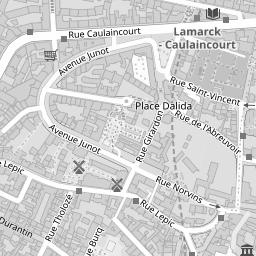 Lamarck
- Caulaincourt
Rue Caulaincourt
Avenue Junot
Rue Saint-Vincent
Place Dalida
Rue de l'Abreuvoir
Avenue Junot
Rue Girardon
Lepic
Rue Norvins
Rue Tholozé
Rue Lepic
Durantin
Rue Burq